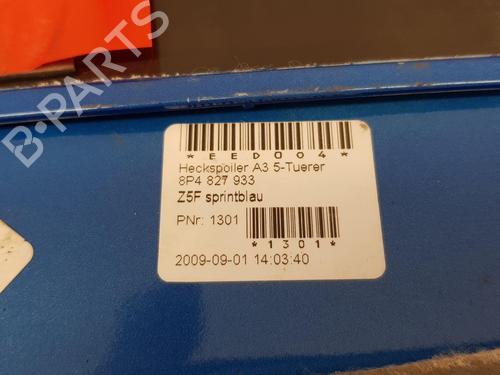 *EED004*
Heckspoiler A3 5-Tuerer
8P4 827 933
Z5F sprintblau
PNr: 1301
*1301*
2009-09-01 14:03:40
B-PARTS